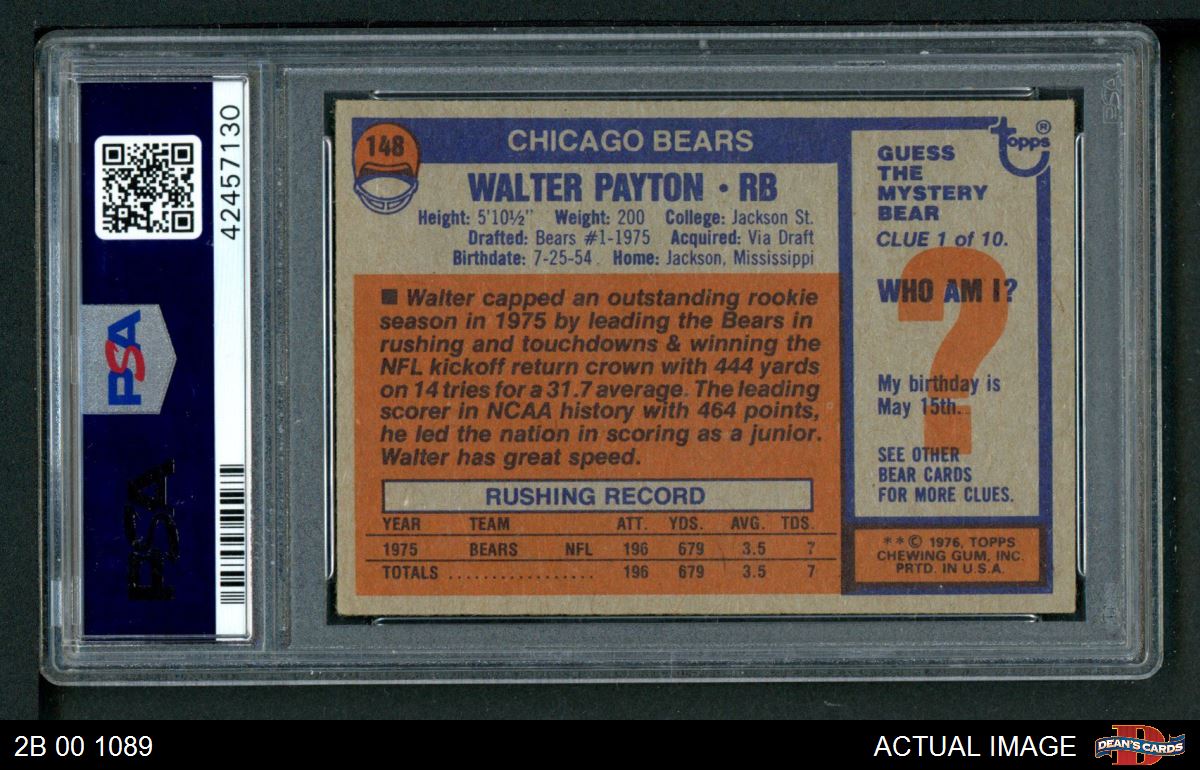 42457130
PSA
PSA
148
CHICAGO BEARS
WALTER PAYTON • RB
Height: 5'10½" Weight: 200 College: Jackson St.
Drafted: Bears #1-1975 Acquired: Via Draft
Birthdate: 7-25-54 Home: Jackson, Mississippi
■ Walter capped an outstanding rookie
season in 1975 by leading the Bears in
rushing and touchdowns & winning the
NFL kickoff return crown with 444 yards
on 14 tries for a 31.7 average. The leading
scorer in NCAA history with 464 points,
he led the nation in scoring as a junior.
Walter has great speed.
RUSHING RECORD
YEAR TEAM ATT. YDS. AVG. TDS.
1975 BEARS NFL 196 679 3.5 7
TOTALS ................. 196 679 3.5 7
topps®
GUESS
THE
MYSTERY
BEAR
CLUE 1 of 10.
WHO AM I?
?
My birthday is
May 15th.
SEE OTHER
BEAR CARDS
FOR MORE CLUES.
**© 1976, TOPPS
CHEWING GUM, INC.
PRTD. IN U.S.A.
2B 00 1089
ACTUAL IMAGE
DEAN'S CARDS